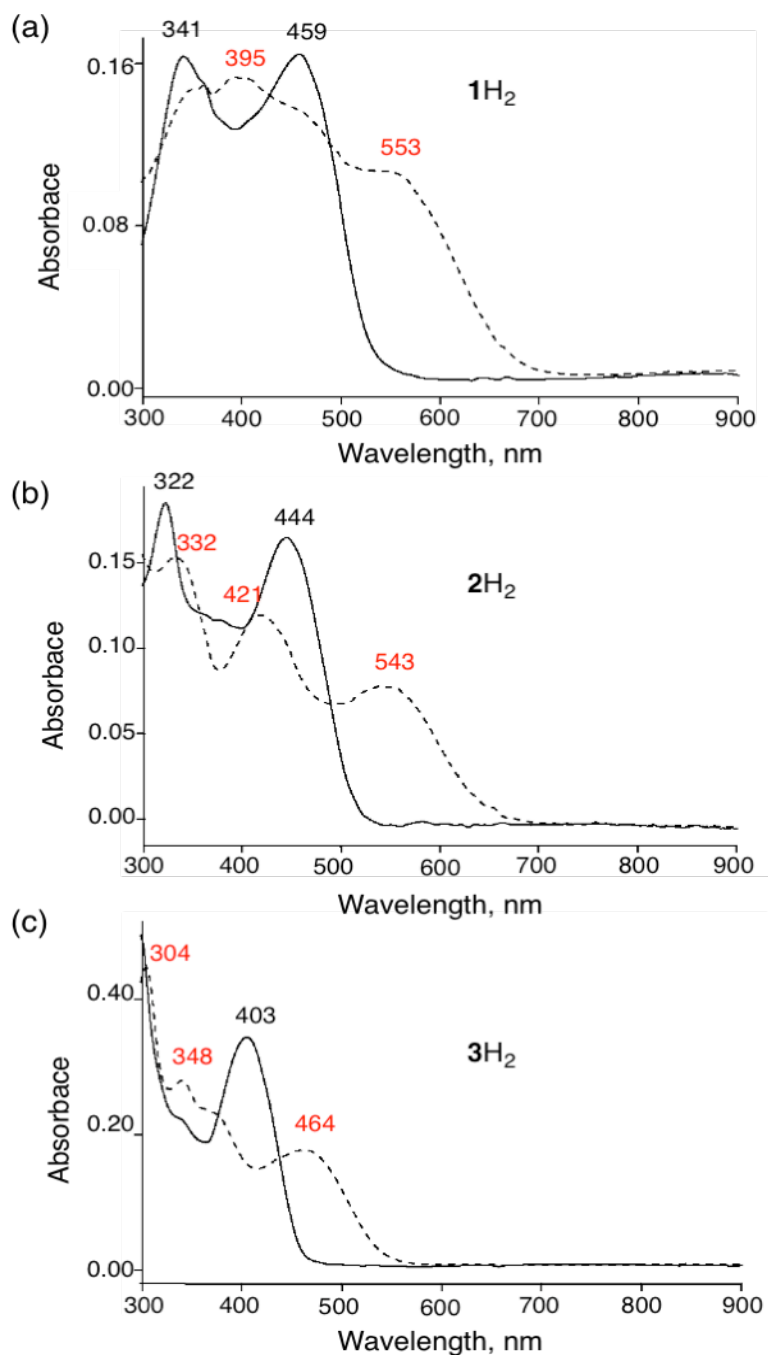 (a)
341
459
395
553
1H₂
0.16
0.08
0.00
Absorbace
300 400 500 600 700 800 900
Wavelength, nm
(b)
322
332
421
444
543
2H₂
0.15
0.10
0.05
0.00
Absorbace
300 400 500 600 700 800 900
Wavelength, nm
(c)
304
348
403
464
3H₂
0.40
0.20
0.00
Absorbace
300 400 500 600 700 800 900
Wavelength, nm